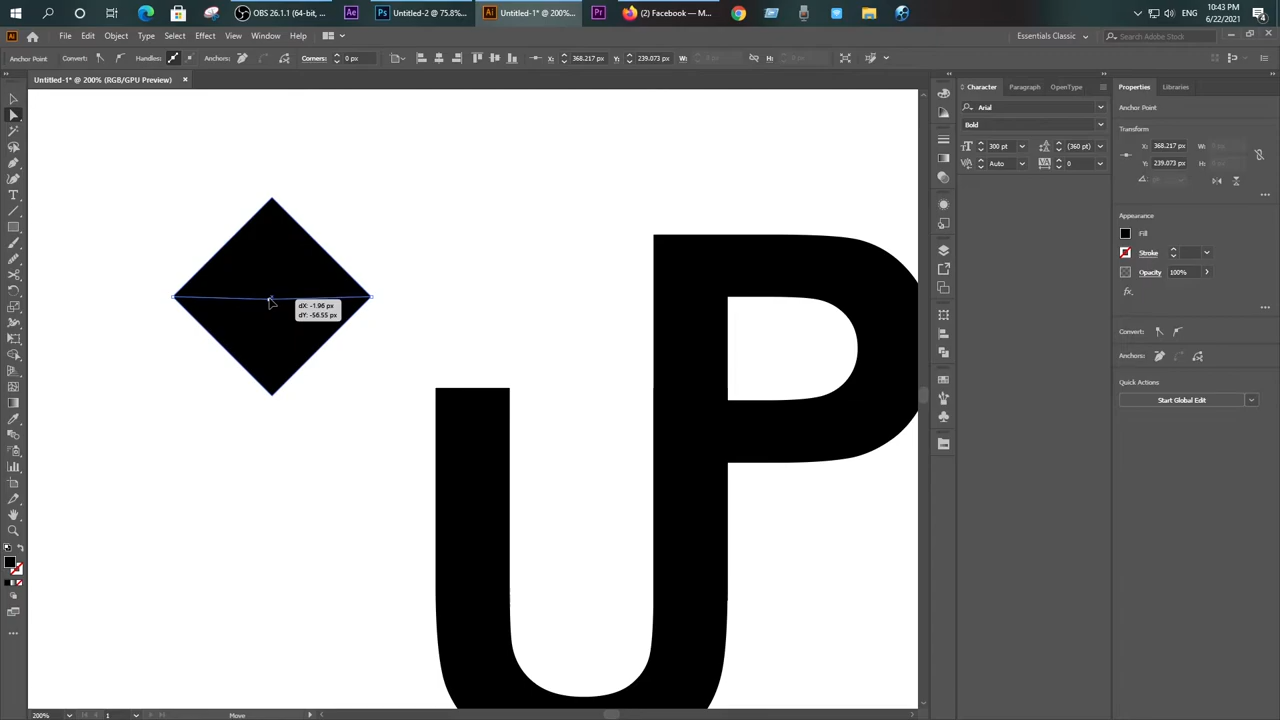 OBS 26.1.1 (64-bit, ...
Untitled-2 @ 75.8%...
Untitled-1* @ 200%...
(2) Facebook — M...
ENG
10:43 PM
6/22/2021
File Edit Object Type Select Effect View Window Help
Essentials Classic
Search Adobe Stock
Anchor Point
Convert:
Handles:
Anchors:
Corners:
0 px
X:
368.217 px
Y:
239.073 px
W:
H:
Untitled-1* @ 200% (RGB/GPU Preview)
Character
Paragraph
OpenType
Properties
Libraries
Arial
Bold
300 pt
(360 pt)
Auto
0
Anchor Point
Transform
X:
368.217 px
W:
Y:
239.073 px
H:
Appearance
Fill
Stroke
Opacity
100%
fx.
Convert:
Anchors:
Quick Actions
Start Global Edit
dX: -1.96 px
dY: -56.55 px
UP
200%
1
Move